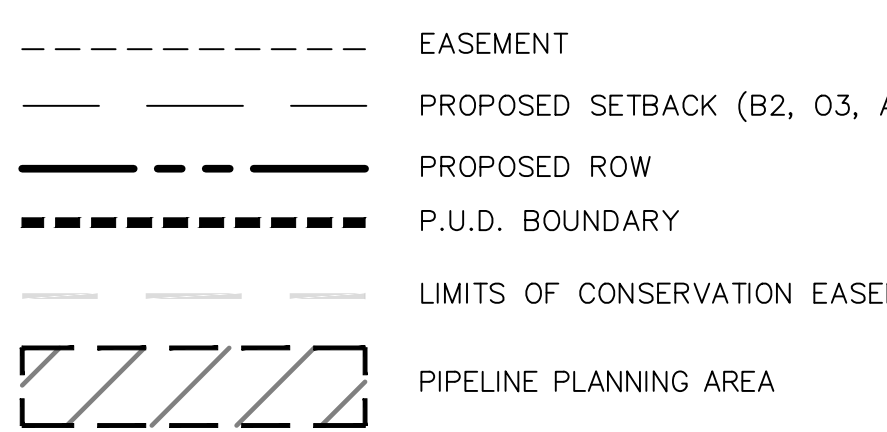 EASEMENT
PROPOSED SETBACK (B2, O3,
PROPOSED ROW
P.U.D. BOUNDARY
LIMITS OF CONSERVATION
PIPELINE PLANNING AREA